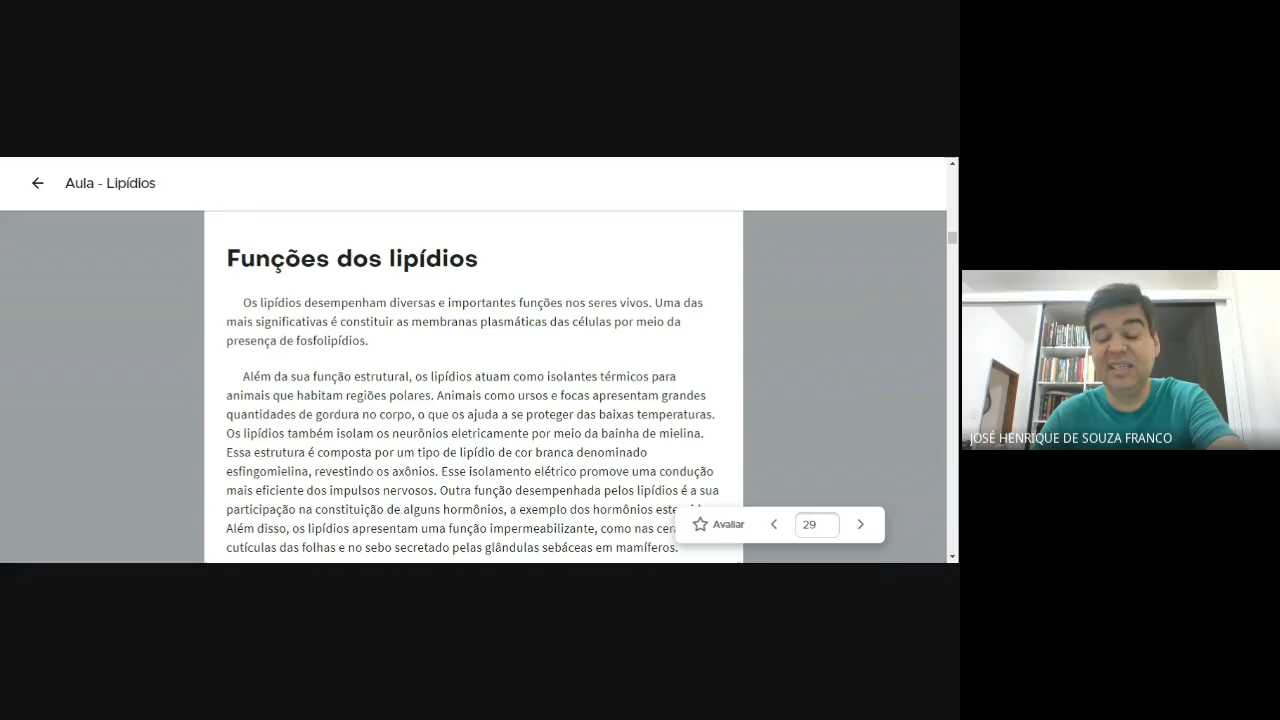 Aula - Lipídios
Funções dos lipídios
Os lipídios desempenham diversas e importantes funções nos seres vivos. Uma das
mais significativas é constituir as membranas plasmáticas das células por meio da
presença de fosfolipídios.
Além da sua função estrutural, os lipídios atuam como isolantes térmicos para
animais que habitam regiões polares. Animais como ursos e focas apresentam grandes
quantidades de gordura no corpo, o que os ajuda a se proteger das baixas temperaturas.
Os lipídios também isolam os neurônios eletricamente por meio da bainha de mielina.
Essa estrutura é composta por um tipo de lipídio de cor branca denominado
esfingomielina, revestindo os axônios. Esse isolamento elétrico promove uma condução
mais eficiente dos impulsos nervosos. Outra função desempenhada pelos lipídios é a sua
participação na constituição de alguns hormônios, a exemplo dos hormônios
Além disso, os lipídios apresentam uma função impermeabilizante, como nas
cutículas das folhas e no sebo secretado pelas glândulas sebáceas em mamíferos.
Avaliar
29
JOSÉ HENRIQUE DE SOUZA FRANCO